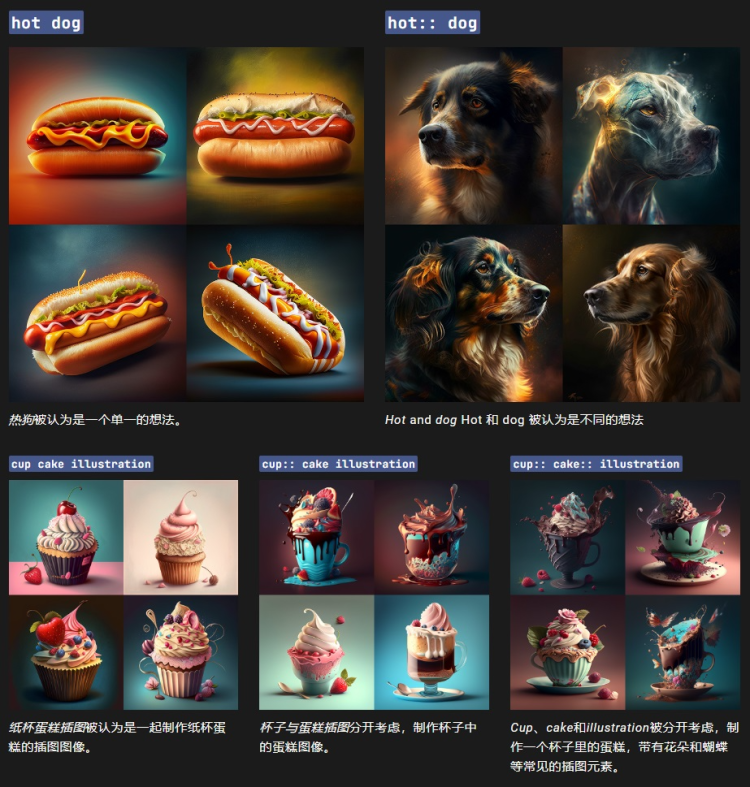 hot dog
hot:: dog
热狗被认为是一个单一的想法。
Hot and dog Hot 和 dog 被认为是不同的想法
cup cake illustration
cup:: cake illustration
cup:: cake:: illustration
纸杯蛋糕插图被认为是一起制作纸杯蛋
糕的插图图像。
杯子与蛋糕插图分开考虑，制作杯子中
的蛋糕图像。
Cup、cake和illustration被分开考虑，制
作一个杯子里的蛋糕，带有花朵和蝴蝶
等常见的插图元素。